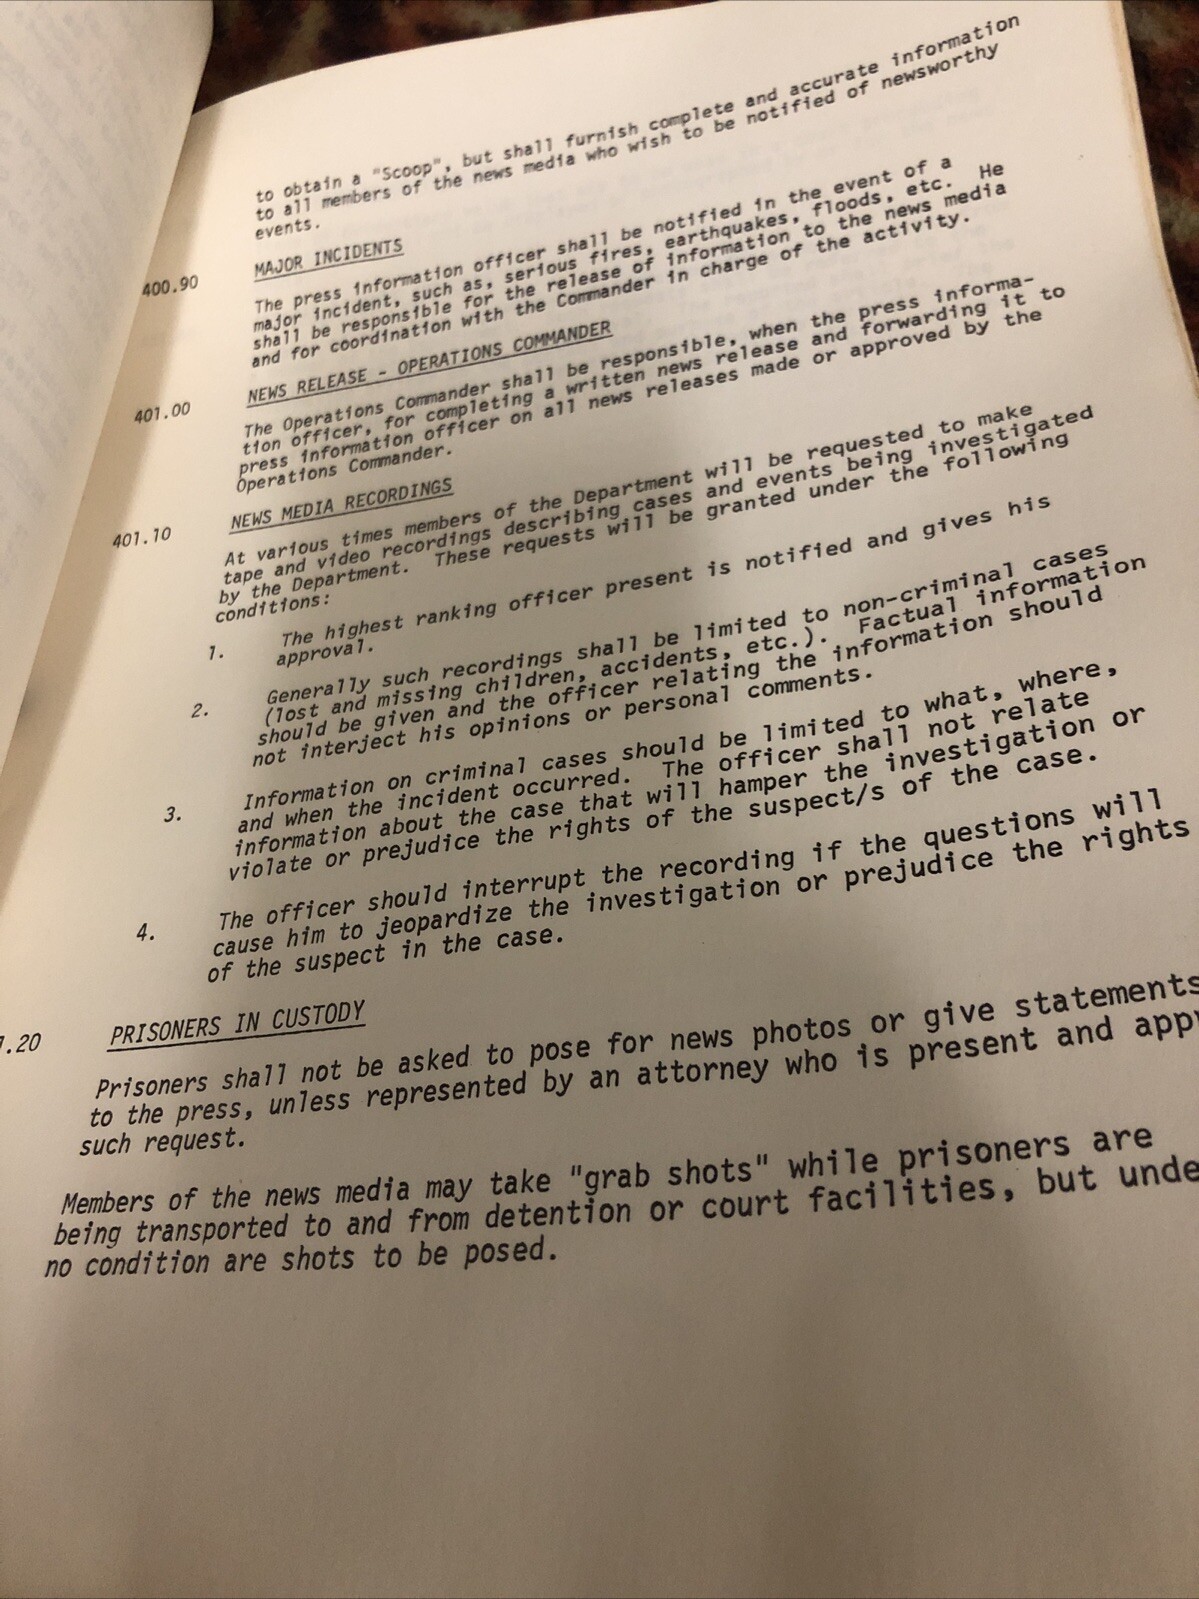 to obtain a "Scoop", but shall furnish complete and accurate information
to all members of the news media who wish to be notified of newsworthy
events.
400.90 MAJOR INCIDENTS
The press information officer shall be notified in the event of a
major incident, such as, serious fires, earthquakes, floods, etc. He
shall be responsible for the release of information to the news media
and for coordination with the Commander in charge of the activity.
401.00 NEWS RELEASE - OPERATIONS COMMANDER
The Operations Commander shall be responsible, when the press informa-
tion officer, for completing a written news release and forwarding it to
press information officer on all news releases made or approved by the
Operations Commander.
401.10 NEWS MEDIA RECORDINGS
At various times members of the Department will be requested to make
tape and video recordings describing cases and events being investigated
by the Department. These requests will be granted under the following
conditions:
1. The highest ranking officer present is notified and gives his
approval.
2. Generally such recordings shall be limited to non-criminal cases
(lost and missing children, accidents, etc.). Factual information
should be given and the officer relating the information should
not interject his opinions or personal comments.
3. Information on criminal cases should be limited to what, where,
and when the incident occurred. The officer shall not relate
information about the case that will hamper the investigation or
violate or prejudice the rights of the suspect/s of the case.
4. The officer should interrupt the recording if the questions will
cause him to jeopardize the investigation or prejudice the rights
of the suspect in the case.
.20 PRISONERS IN CUSTODY
Prisoners shall not be asked to pose for news photos or give statements
to the press, unless represented by an attorney who is present and app
such request.
Members of the news media may take "grab shots" while prisoners are
being transported to and from detention or court facilities, but unde
no condition are shots to be posed.